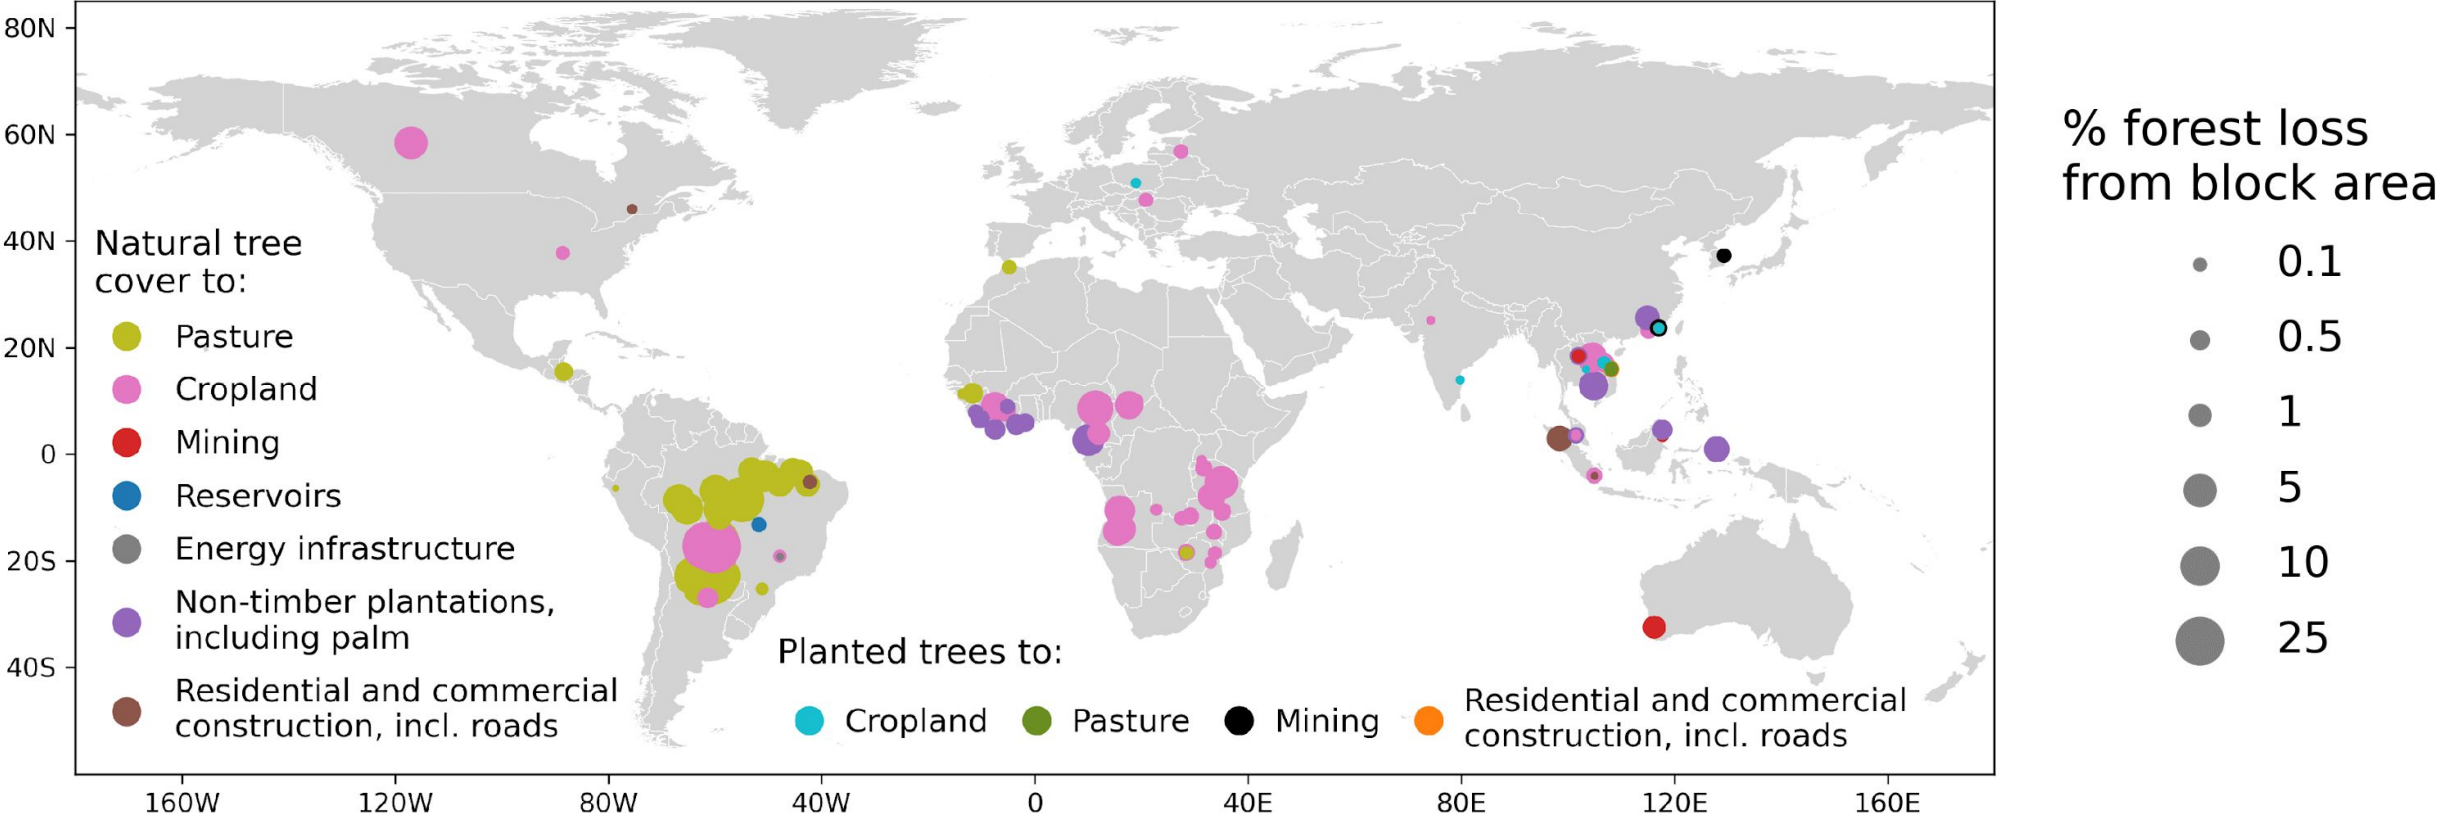 80N
60N
40N
20N
0
20S
40S
160W
120W
80W
40W
0
40E
80E
120E
160E
Natural tree
cover to:
Pasture
Cropland
Mining
Reservoirs
Energy infrastructure
Non-timber plantations,
including palm
Residential and commercial
construction, incl. roads
Planted trees to:
Cropland
Pasture
Mining
Residential and commercial
construction, incl. roads
% forest loss
from block area
0.1
0.5
1
5
10
25